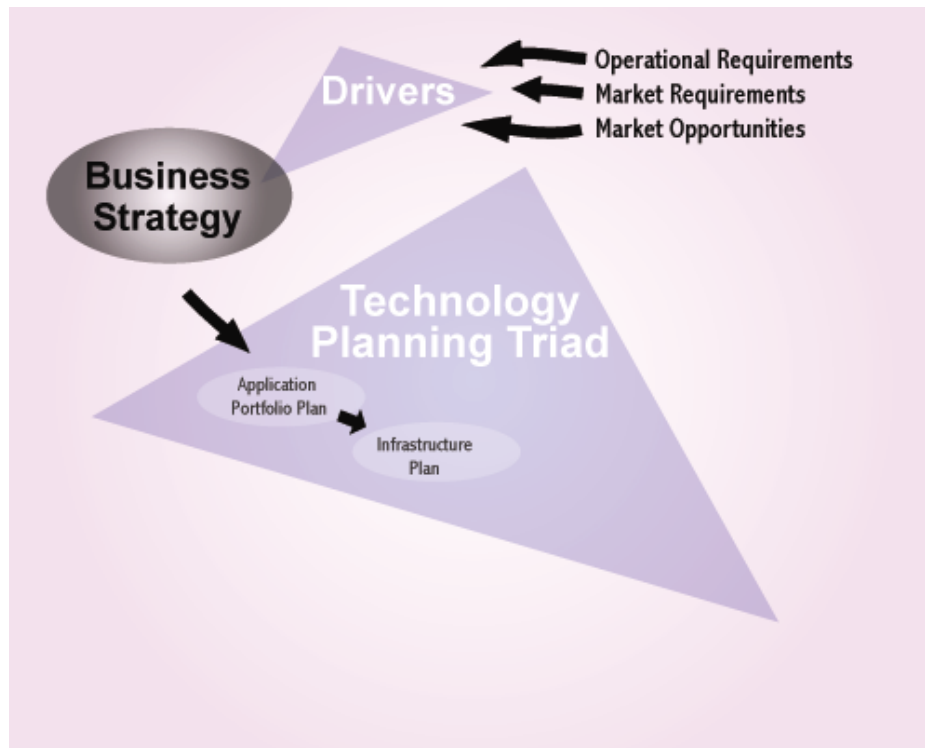 Drivers
Operational Requirements
Market Requirements
Market Opportunities
Business
Strategy
Technology
Planning Triad
Application
Portfolio Plan
Infrastructure
Plan